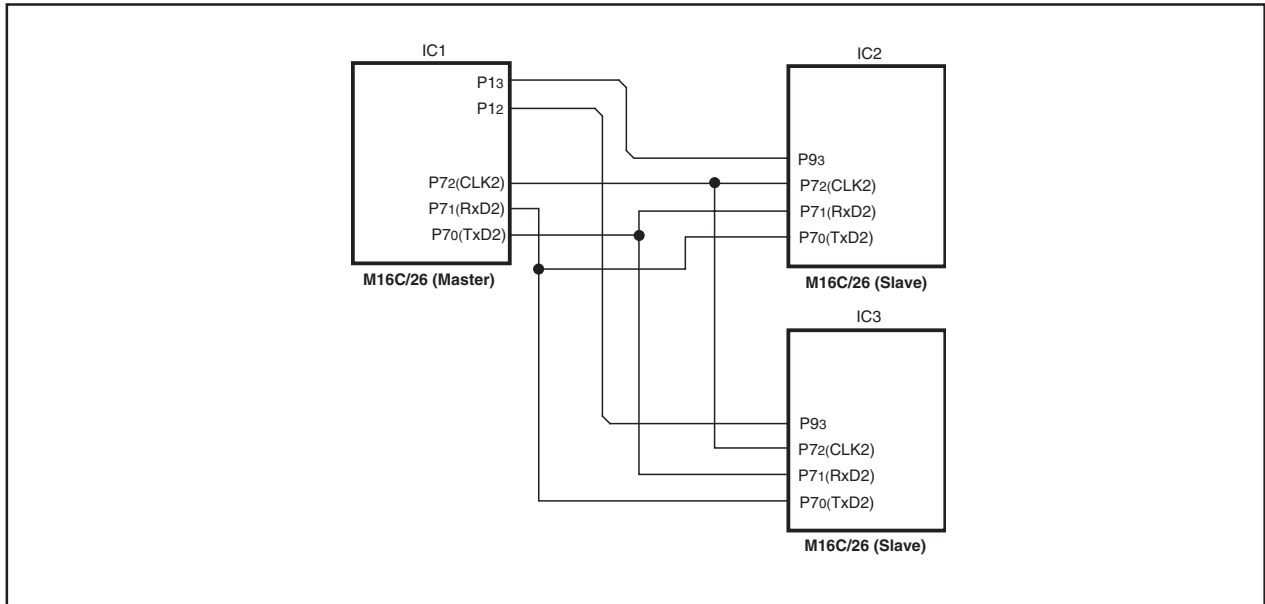 IC1
P13
P12
P72(CLK2)
P71(RxD2)
P70(TxD2)
M16C/26 (Master)
IC2
P93
P72(CLK2)
P71(RxD2)
P70(TxD2)
M16C/26 (Slave)
IC3
P93
P72(CLK2)
P71(RxD2)
P70(TxD2)
M16C/26 (Slave)